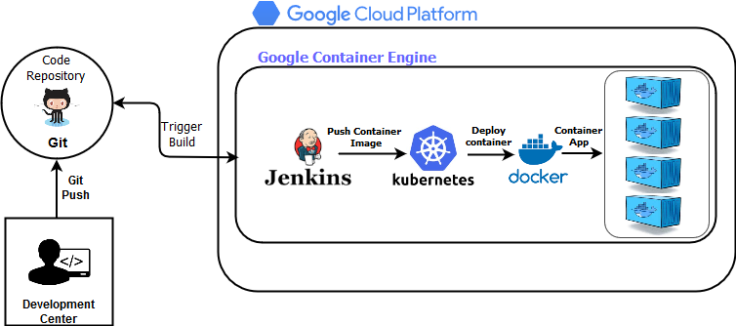 Google Cloud Platform
Google Container Engine
Code
Repository
Git
Trigger
Build
Git
Push
Development
Center
Jenkins
Push Container
Image
kubernetes
Deploy
container
docker
Container
App